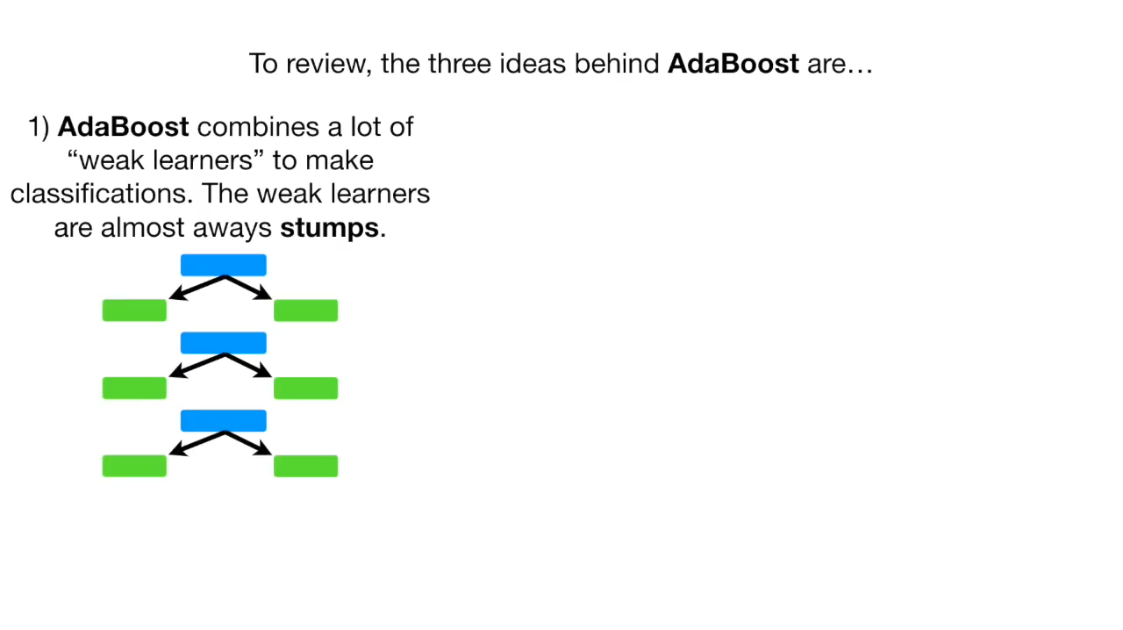 To review, the three ideas behind AdaBoost are…
1) AdaBoost combines a lot of
“weak learners” to make
classifications. The weak learners
are almost aways stumps.